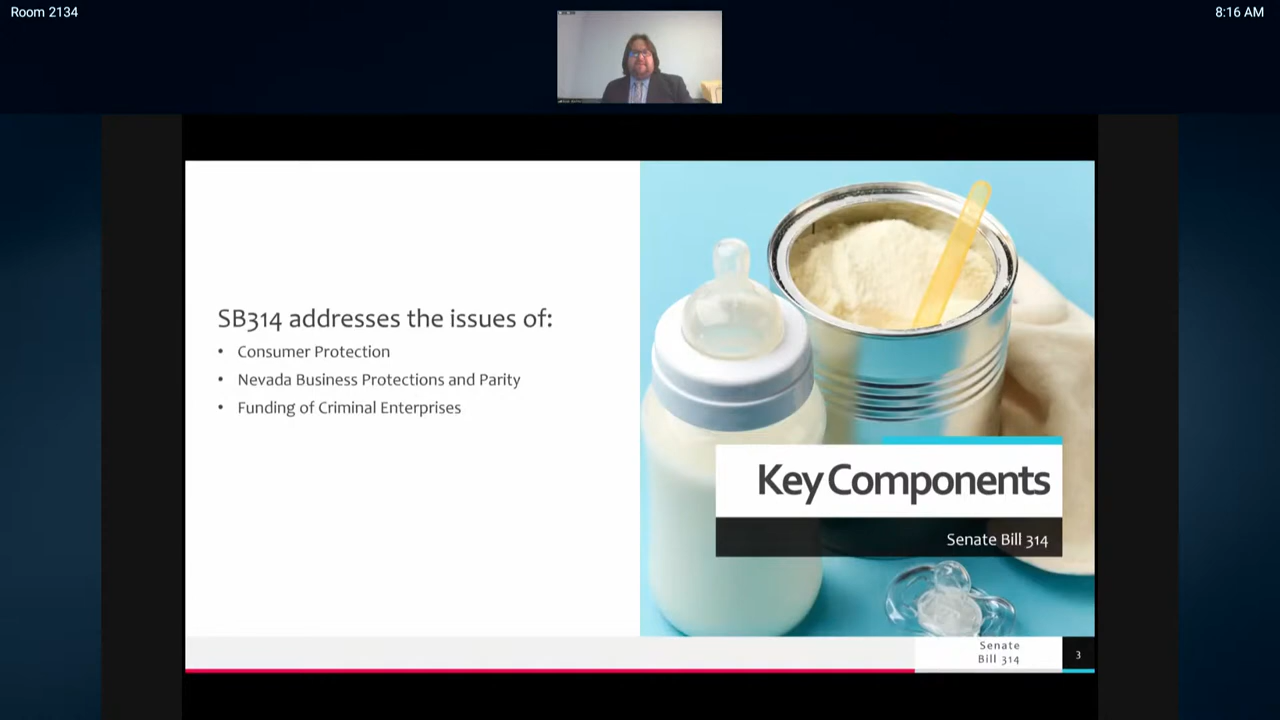 Room 2134
8:16 AM
SB314 addresses the issues of:
• Consumer Protection
• Nevada Business Protections and Parity
• Funding of Criminal Enterprises
Key Components
Senate Bill 314
Senate
Bill 314
3